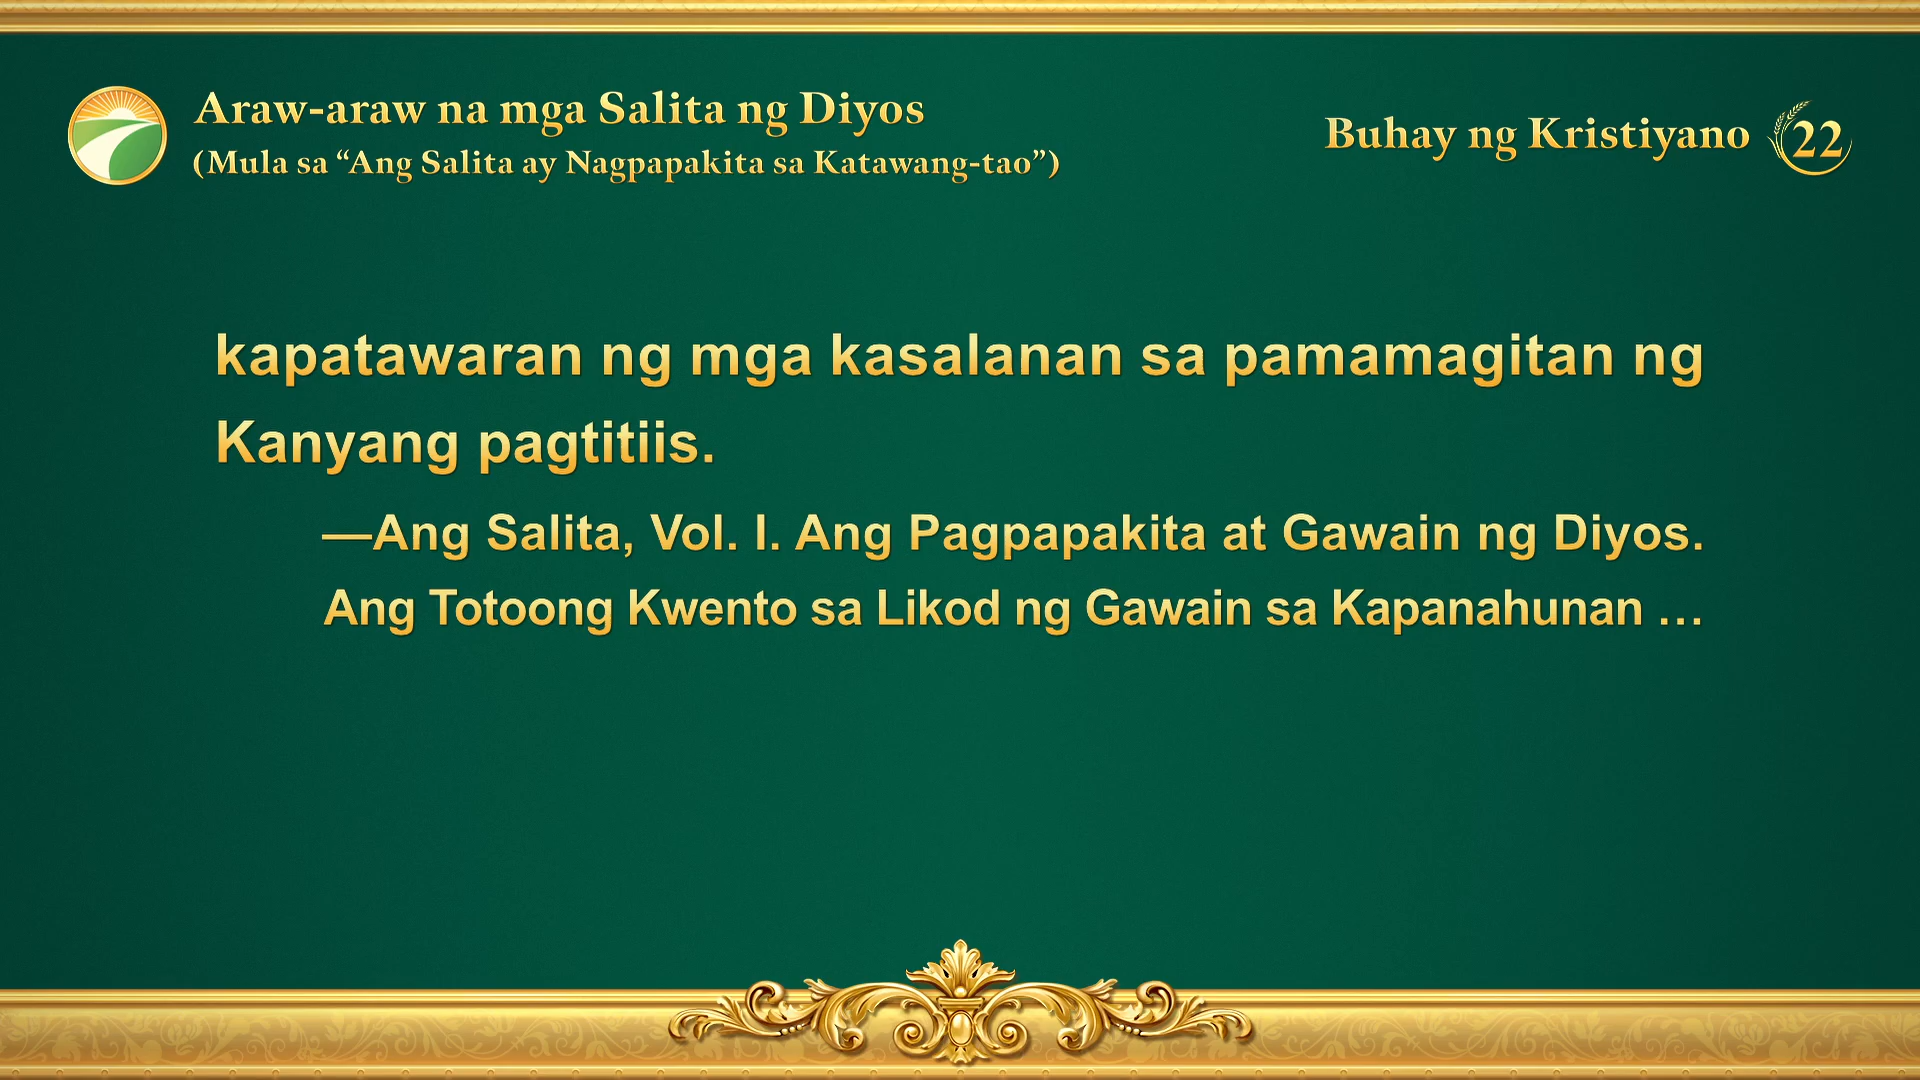 Araw-araw na mga Salita ng Diyos
(Mula sa “Ang Salita ay Nagpapakita sa Katawang-tao”)
Buhay ng Kristiyano 22
kapatawaran ng mga kasalanan sa pamamagitan ng
Kanyang pagtitiis.
—Ang Salita, Vol. I. Ang Pagpapakita at Gawain ng Diyos.
Ang Totoong Kwento sa Likod ng Gawain sa Kapanahunan …